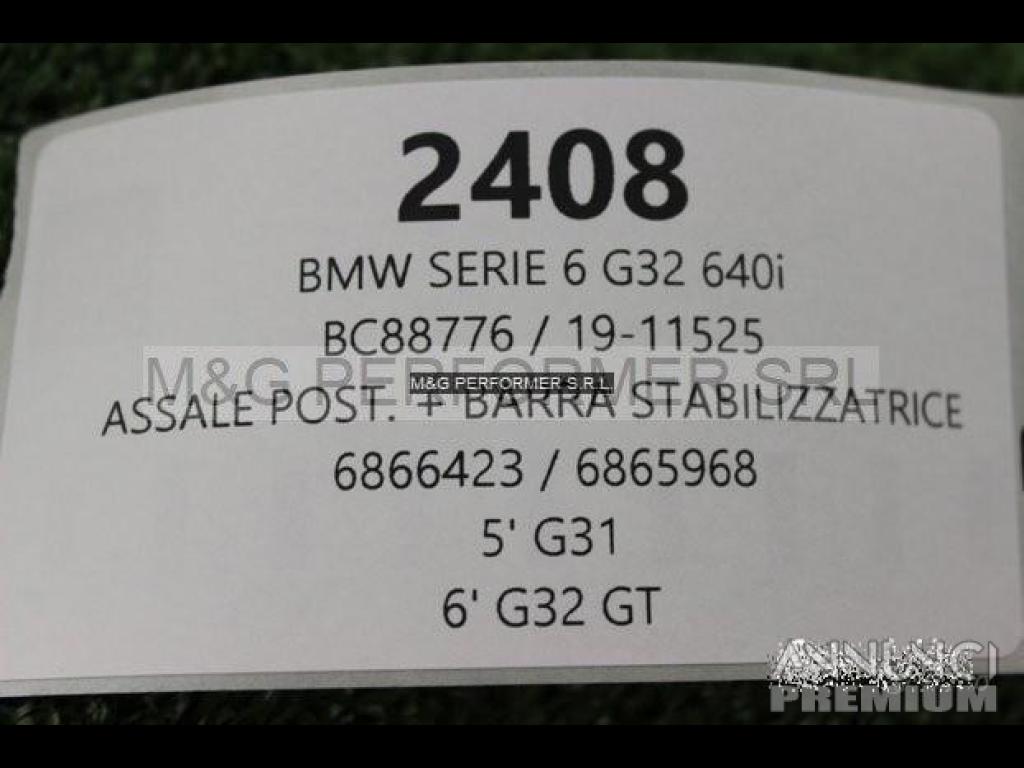 2408
BMW SERIE 6 G32 640i
BC88776 / 19-11525
M&G PERFORMER SRL
M&G PERFORMER S.R.L.
ASSALE POST. + BARRA STABILIZZATRICE
6866423 / 6865968
5' G31
6' G32 GT
ANNUNCI
PREMIUM